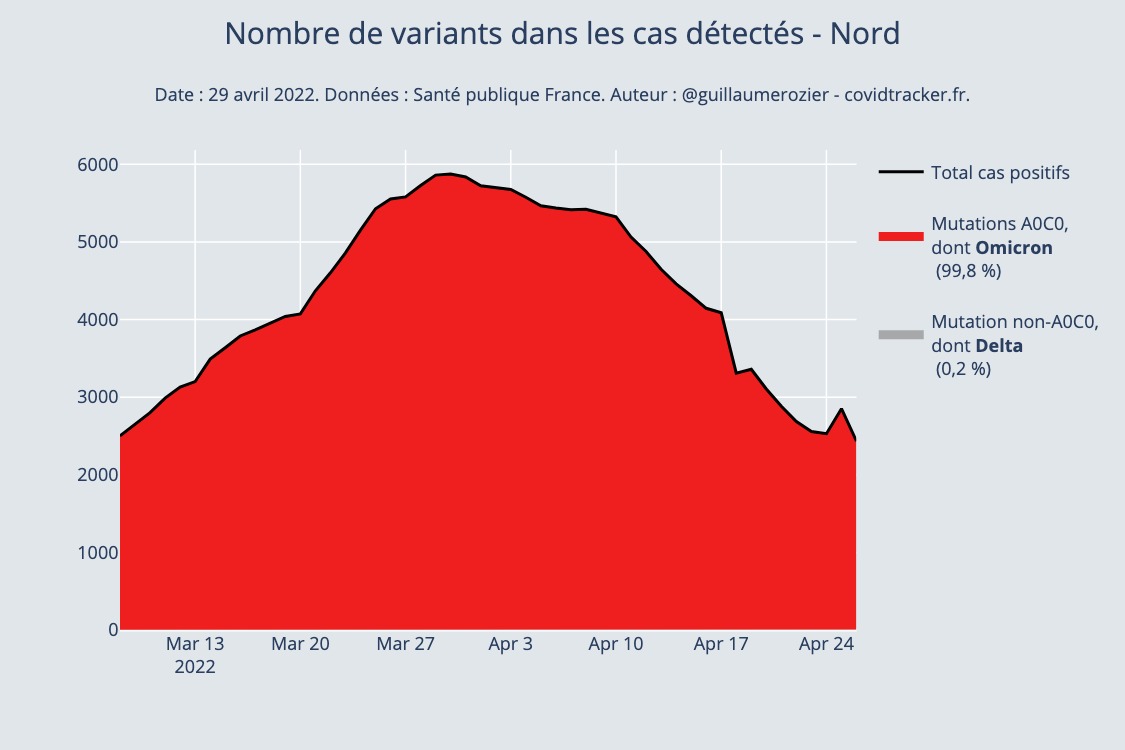 Nombre de variants dans les cas détectés - Nord
Date : 29 avril 2022. Données : Santé publique France. Auteur : @guillaumerozier - covidtracker.fr.
6000
5000
4000
3000
2000
1000
0
Mar 13
2022
Mar 20
Mar 27
Apr 3
Apr 10
Apr 17
Apr 24
Total cas positifs
Mutations A0C0,
dont Omicron
(99,8 %)
Mutation non-A0C0,
dont Delta
(0,2 %)